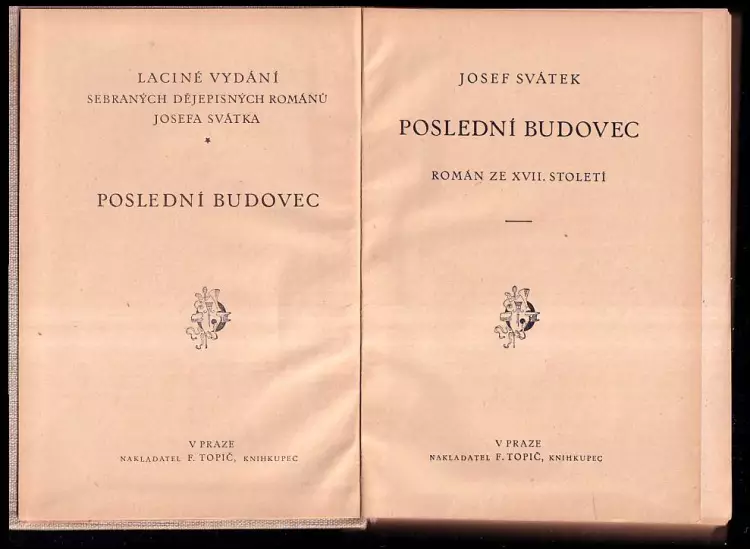 LACINÉ VYDÁNÍ
SEBRANÝCH DĚJEPISNÝCH ROMÁNŮ
JOSEFA SVÁTKA
*
POSLEDNÍ BUDOVEC
V PRAZE
NAKLADATEL F. TOPIČ, KNIHKUPEC
JOSEF SVÁTEK
POSLEDNÍ BUDOVEC
ROMÁN ZE XVII. STOLETÍ
V PRAZE
NAKLADATEL F. TOPIČ, KNIHKUPEC